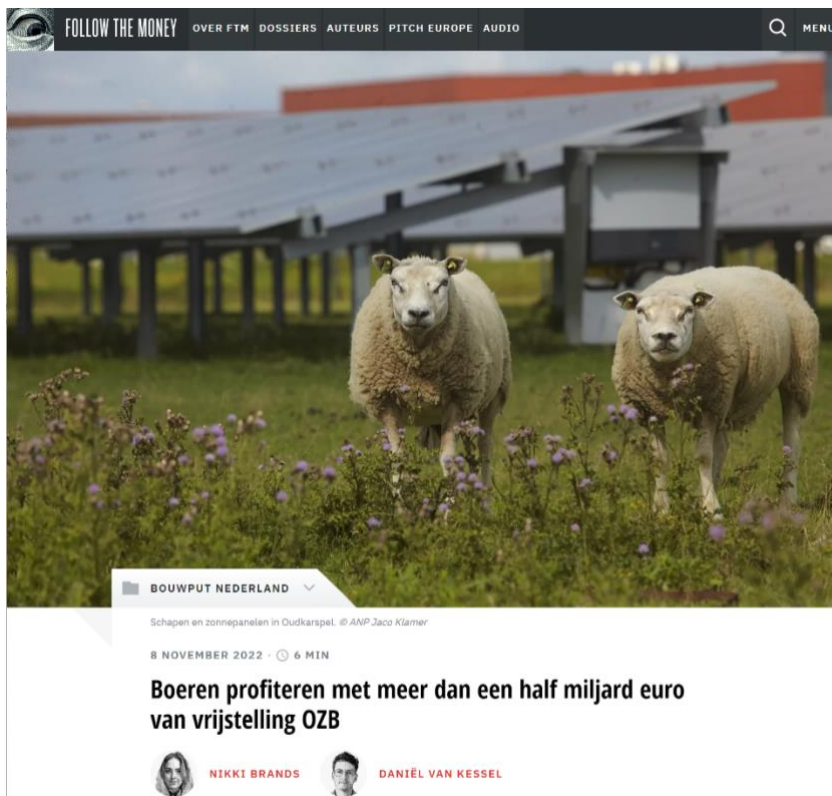 FOLLOW THE MONEY OVER FTM DOSSIERS AUTEURS PITCH EUROPE AUDIO MENU
BOUWPUT NEDERLAND
Schapen en zonnepanelen in Oudkarspel. © ANP Jaco Klamer
8 NOVEMBER 2022 · 6 MIN
Boeren profiteren met meer dan een half miljard euro
van vrijstelling OZB
NIKKI BRANDS DANIËL VAN KESSEL